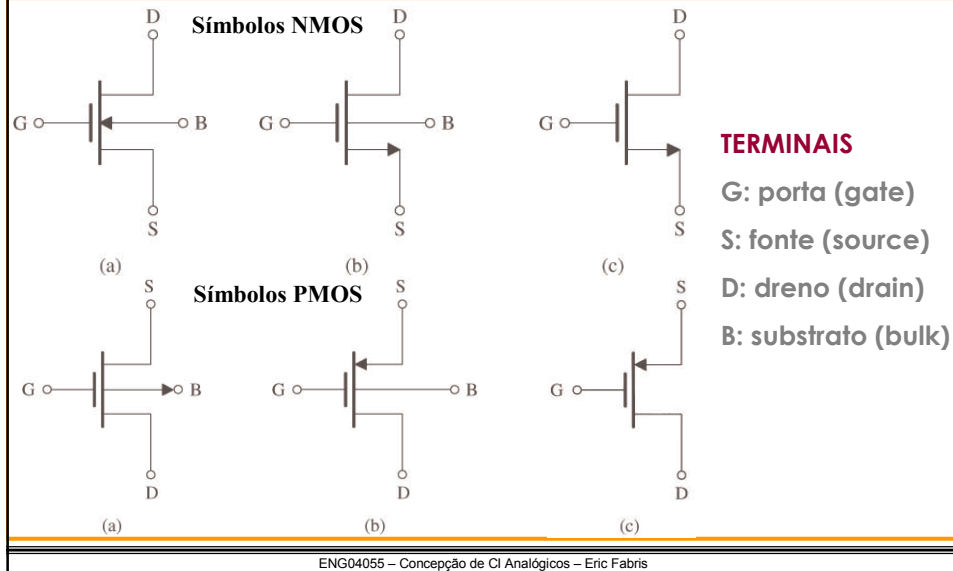 Símbolos NMOS
D
D
D
G
B
G
B
G
S
S
S
(a)
(b)
(c)
TERMINAIS
G: porta (gate)
S: fonte (source)
D: dreno (drain)
B: substrato (bulk)
Símbolos PMOS
S
S
S
G
B
G
B
G
D
D
D
(a)
(b)
(c)
ENG04055 – Concepção de CI Analógicos – Eric Fabris